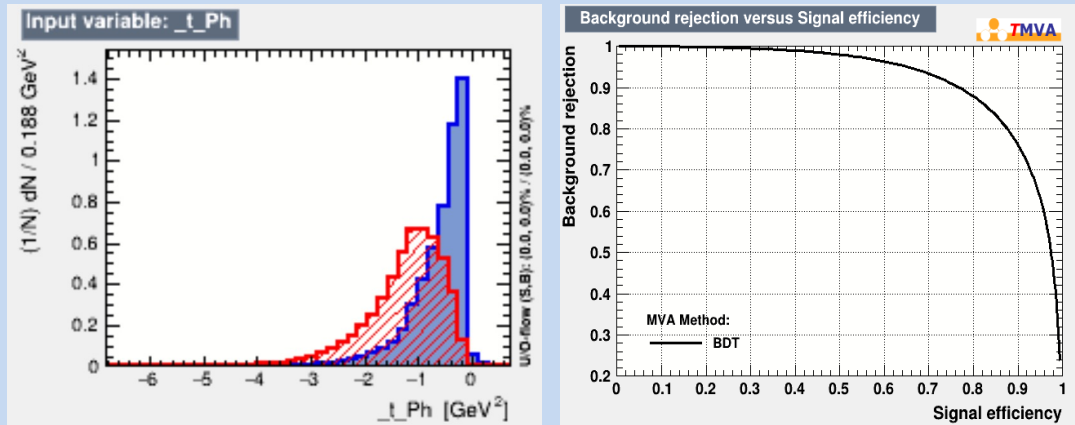 Input variable: _t_Ph
(1/N) dN / 0.188 GeV²
1.4
1.2
1
0.8
0.6
0.4
0.2
0
−6 −5 −4 −3 −2 −1 0
_t_Ph [GeV²]
U/O-flow (S,B): (0.0, 0.0)% / (0.0, 0.0)%
Background rejection versus Signal efficiency
TMVA
Background rejection
1
0.9
0.8
0.7
0.6
0.5
0.4
0.3
0.2
MVA Method:
BDT
0 0.1 0.2 0.3 0.4 0.5 0.6 0.7 0.8 0.9 1
Signal efficiency